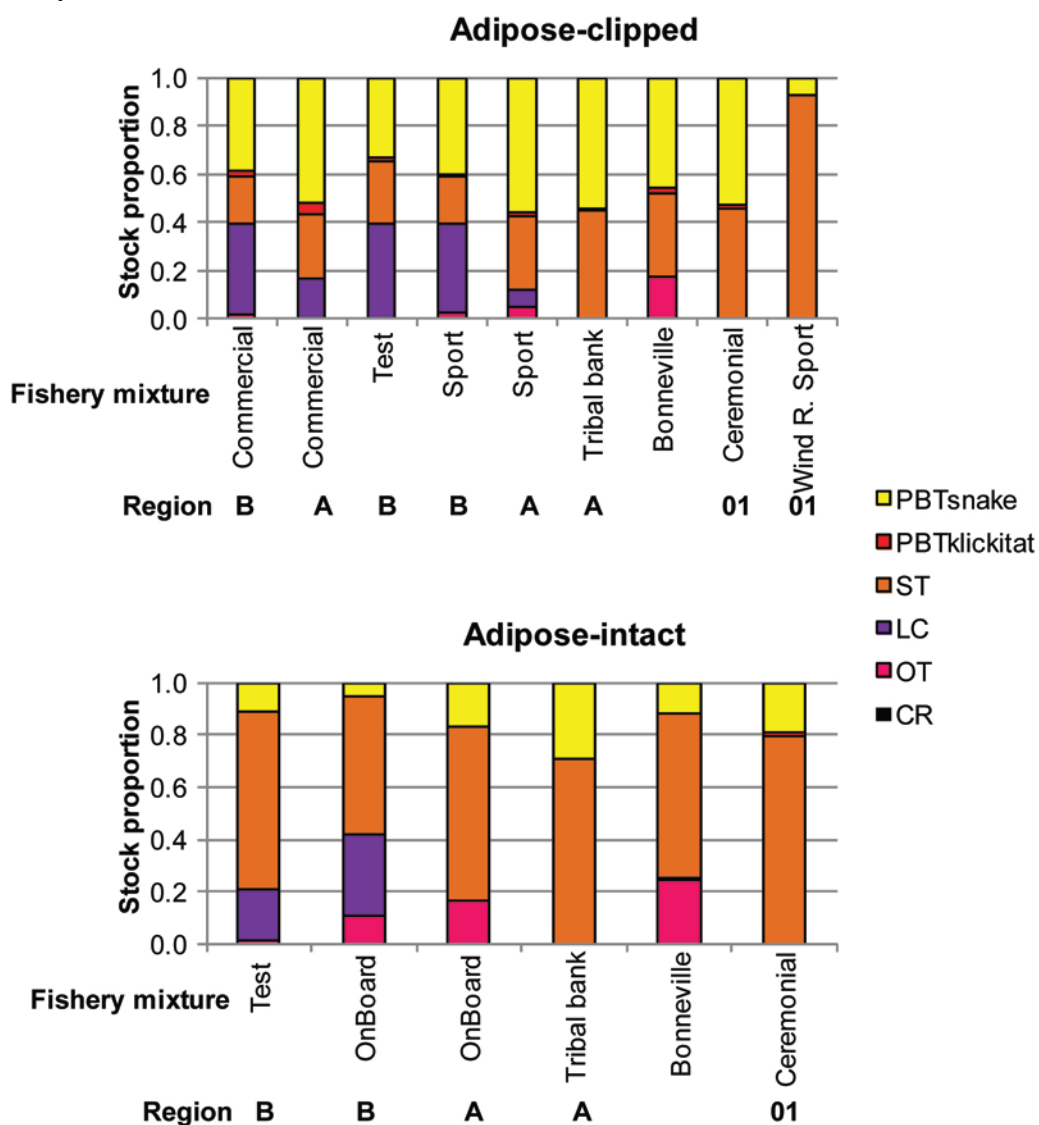 Adipose-clipped
Stock proportion
1.0
0.8
0.6
0.4
0.2
0.0
Fishery mixture
Commercial
Commercial
Test
Sport
Sport
Tribal bank
Bonneville
Ceremonial
Wind R. Sport
Region B A B B A A 01 01
PBTsnake
PBTklickitat
ST
LC
OT
CR
Adipose-intact
Stock proportion
1.0
0.8
0.6
0.4
0.2
0.0
Fishery mixture
Test
OnBoard
OnBoard
Tribal bank
Bonneville
Ceremonial
Region B B A A 01